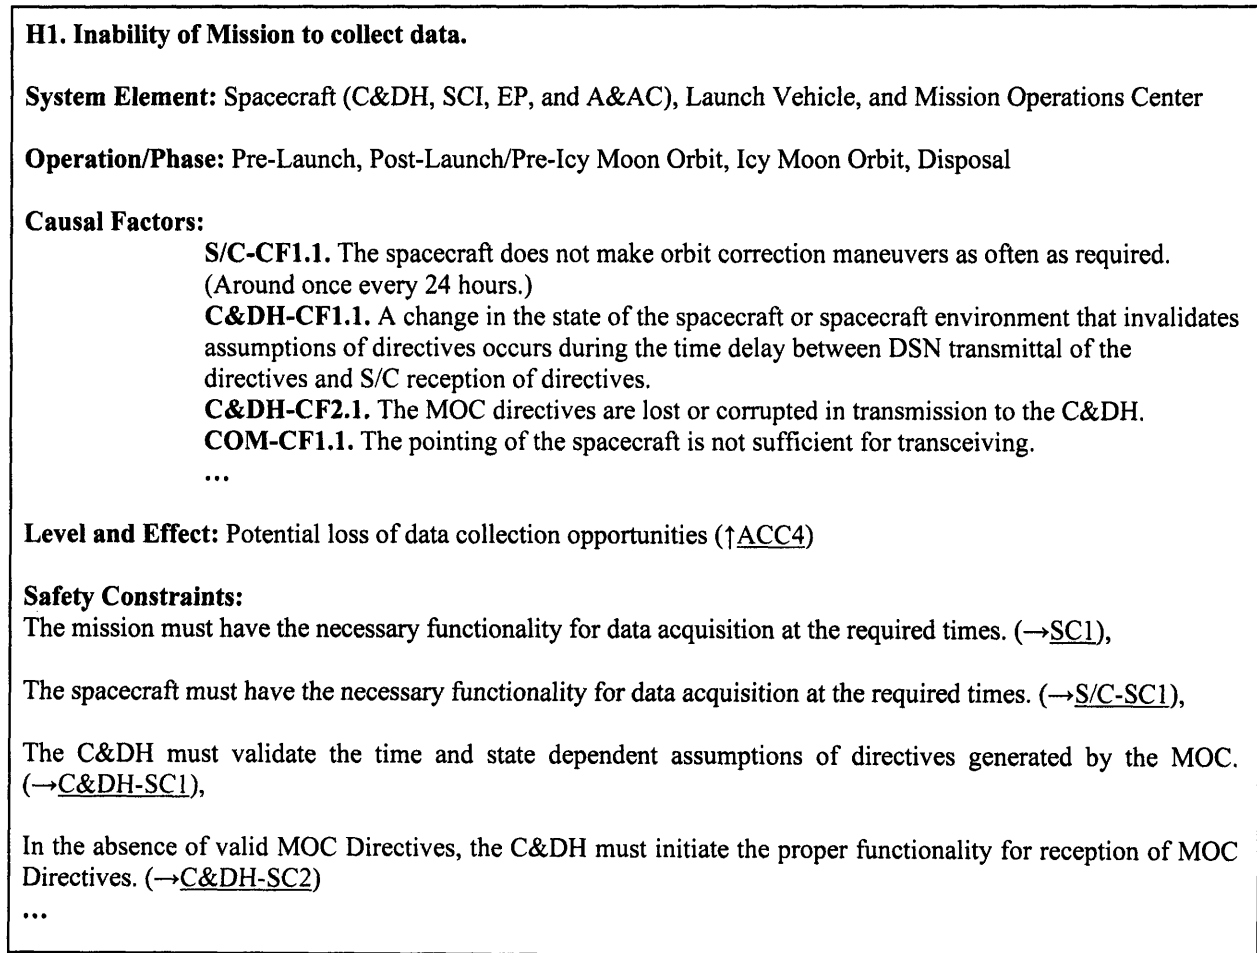 H1. Inability of Mission to collect data.
System Element: Spacecraft (C&DH, SCI, EP, and A&AC), Launch Vehicle, and Mission Operations Center
Operation/Phase: Pre-Launch, Post-Launch/Pre-Icy Moon Orbit, Icy Moon Orbit, Disposal
Causal Factors:
S/C-CF1.1. The spacecraft does not make orbit correction maneuvers as often as required.
(Around once every 24 hours.)
C&DH-CF1.1. A change in the state of the spacecraft or spacecraft environment that invalidates
assumptions of directives occurs during the time delay between DSN transmittal of the
directives and S/C reception of directives.
C&DH-CF2.1. The MOC directives are lost or corrupted in transmission to the C&DH.
COM-CF1.1. The pointing of the spacecraft is not sufficient for transceiving.
...
Level and Effect: Potential loss of data collection opportunities (↑ACC4)
Safety Constraints:
The mission must have the necessary functionality for data acquisition at the required times. (→SC1),
The spacecraft must have the necessary functionality for data acquisition at the required times. (→S/C-SC1),
The C&DH must validate the time and state dependent assumptions of directives generated by the MOC.
(→C&DH-SC1),
In the absence of valid MOC Directives, the C&DH must initiate the proper functionality for reception of MOC
Directives. (→C&DH-SC2)
...